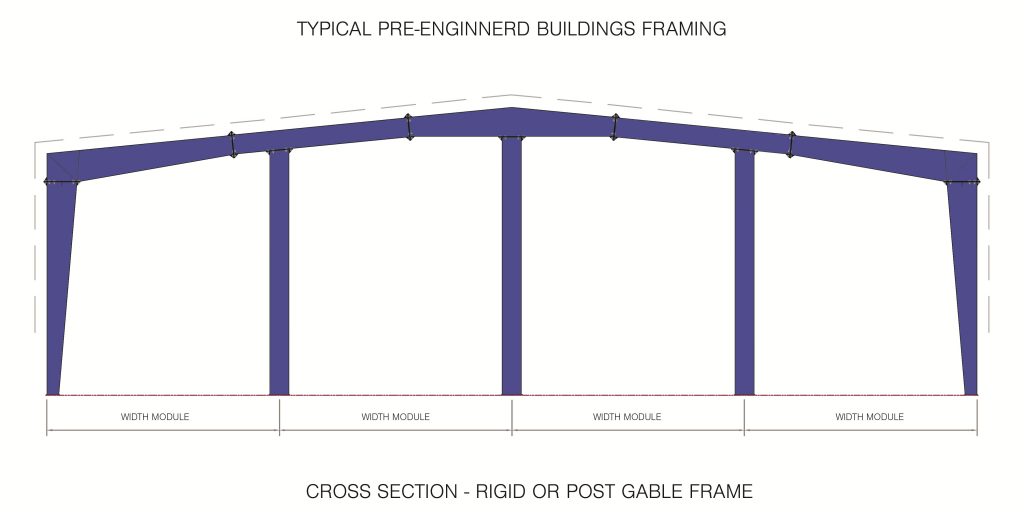 TYPICAL PRE-ENGINNERD BUILDINGS FRAMING
WIDTH MODULE WIDTH MODULE WIDTH MODULE WIDTH MODULE
CROSS SECTION - RIGID OR POST GABLE FRAME